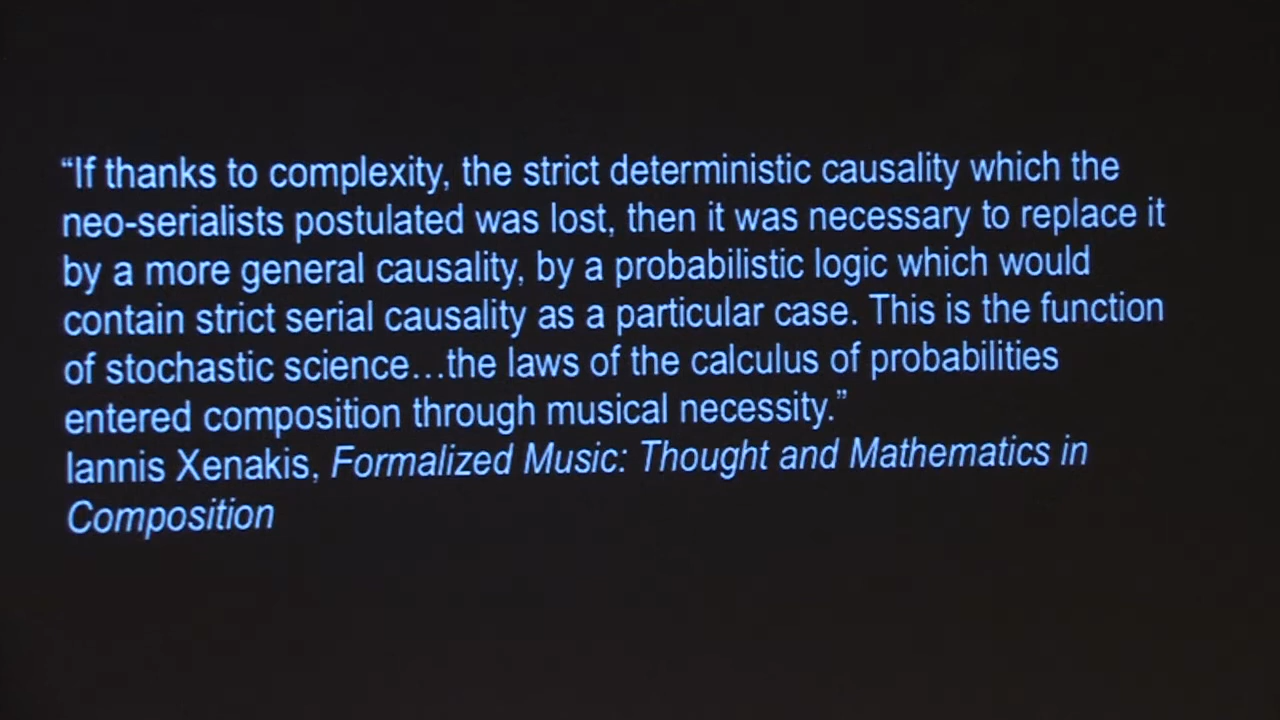 “If thanks to complexity, the strict deterministic causality which the
neo-serialists postulated was lost, then it was necessary to replace it
by a more general causality, by a probabilistic logic which would
contain strict serial causality as a particular case. This is the function
of stochastic science…the laws of the calculus of probabilities
entered composition through musical necessity.”
Iannis Xenakis, Formalized Music: Thought and Mathematics in
Composition